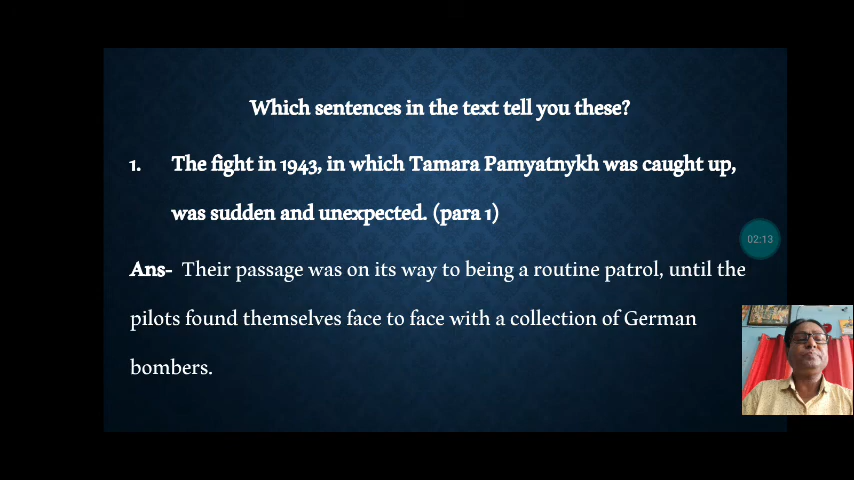 Which sentences in the text tell you these?
1. The fight in 1943, in which Tamara Pamyatnykh was caught up,
was sudden and unexpected. (para 1)
Ans- Their passage was on its way to being a routine patrol, until the
pilots found themselves face to face with a collection of German
bombers.
02:13